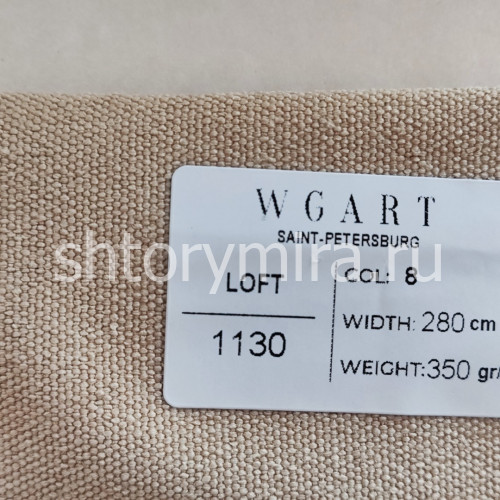 WGART
SAINT-PETERSBURG
LOFT
1130
COL: 8
WIDTH: 280 cm
WEIGHT: 350 gr/
shtorymira.ru